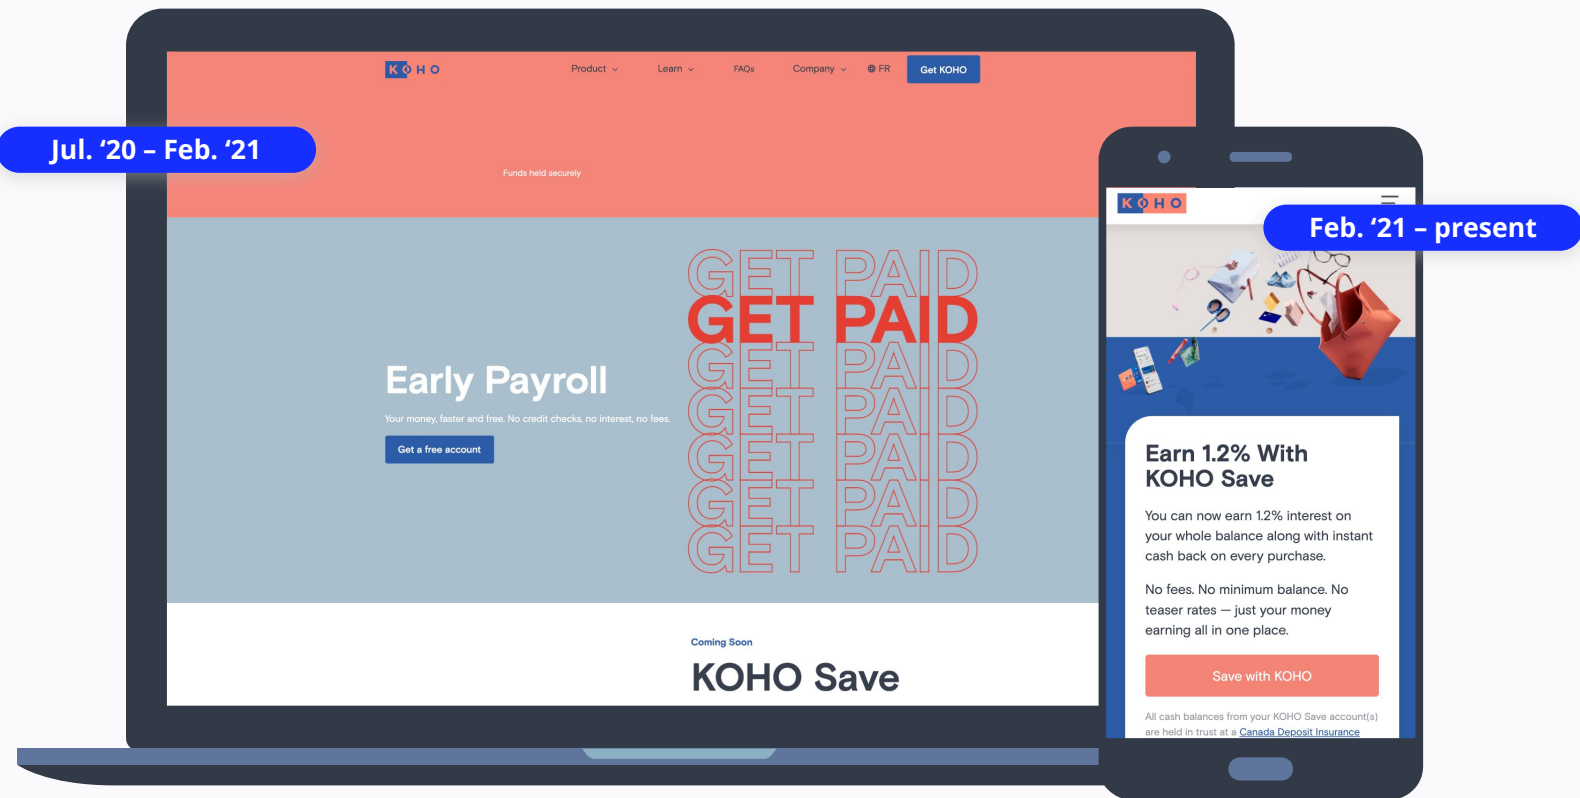 KOHO
Product
Learn
FAQs
Company
FR
Get KOHO
Jul. ‘20 – Feb. ‘21
Funds held securely
GET PAID
GET PAID
GET PAID
GET PAID
GET PAID
GET PAID
GET PAID
Early Payroll
Your money, faster and free. No credit checks, no interest, no fees.
Get a free account
Coming Soon
KOHO Save
KOHO
Feb. ‘21 – present
Earn 1.2% With
KOHO Save
You can now earn 1.2% interest on
your whole balance along with instant
cash back on every purchase.
No fees. No minimum balance. No
teaser rates — just your money
earning all in one place.
Save with KOHO
All cash balances from your KOHO Save account(s)
are held in trust at a Canada Deposit Insurance